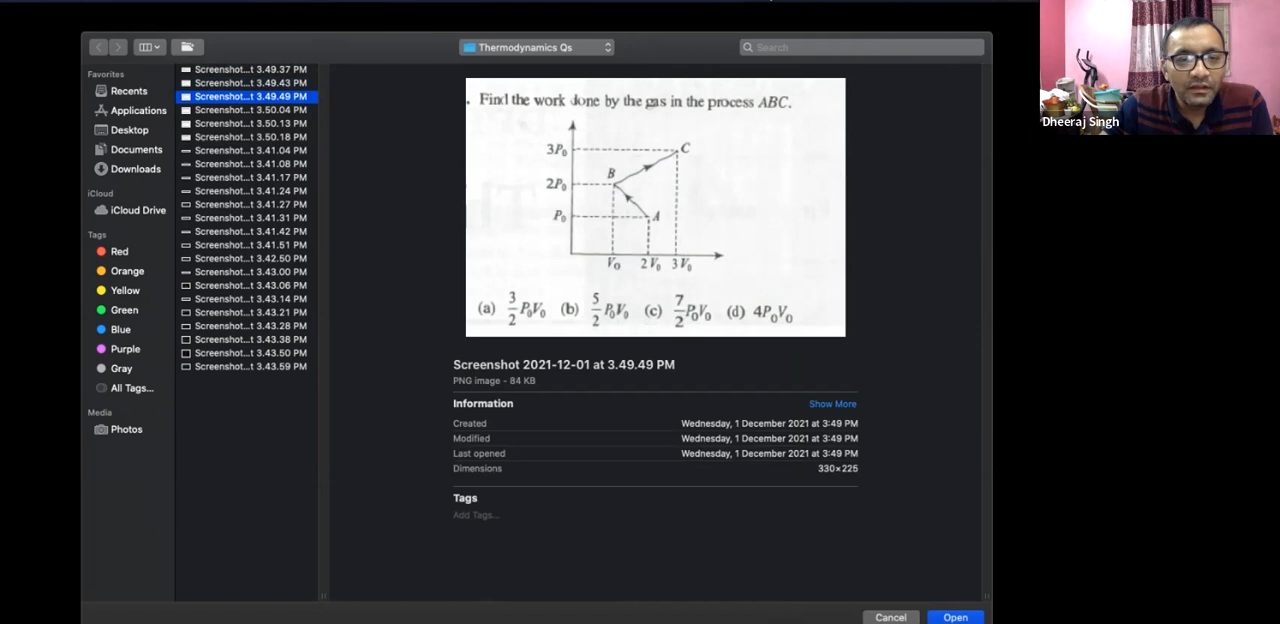 Thermodynamics Qs
Search
Favorites
Recents
Applications
Desktop
Documents
Downloads
iCloud
iCloud Drive
Tags
Red
Orange
Yellow
Green
Blue
Purple
Gray
All Tags...
Media
Photos
Screenshot...t 3.49.37 PM
Screenshot...t 3.49.43 PM
Screenshot...t 3.49.49 PM
Screenshot...t 3.50.04 PM
Screenshot...t 3.50.13 PM
Screenshot...t 3.50.18 PM
Screenshot...t 3.41.04 PM
Screenshot...t 3.41.08 PM
Screenshot...t 3.41.17 PM
Screenshot...t 3.41.24 PM
Screenshot...t 3.41.27 PM
Screenshot...t 3.41.31 PM
Screenshot...t 3.41.42 PM
Screenshot...t 3.41.51 PM
Screenshot...t 3.42.50 PM
Screenshot...t 3.43.00 PM
Screenshot...t 3.43.06 PM
Screenshot...t 3.43.14 PM
Screenshot...t 3.43.21 PM
Screenshot...t 3.43.28 PM
Screenshot...t 3.43.38 PM
Screenshot...t 3.43.50 PM
Screenshot...t 3.43.59 PM
. Find the work done by the gas in the process ABC.
3P₀ C
B
2P₀
P₀ A
V₀ 2V₀ 3V₀
(a) 3/2 P₀V₀ (b) 5/2 P₀V₀ (c) 7/2 P₀V₀ (d) 4P₀V₀
Screenshot 2021-12-01 at 3.49.49 PM
PNG image - 84 KB
Information Show More
Created Wednesday, 1 December 2021 at 3:49 PM
Modified Wednesday, 1 December 2021 at 3:49 PM
Last opened Wednesday, 1 December 2021 at 3:49 PM
Dimensions 330×225
Tags
Add Tags...
Cancel Open
Dheeraj Singh